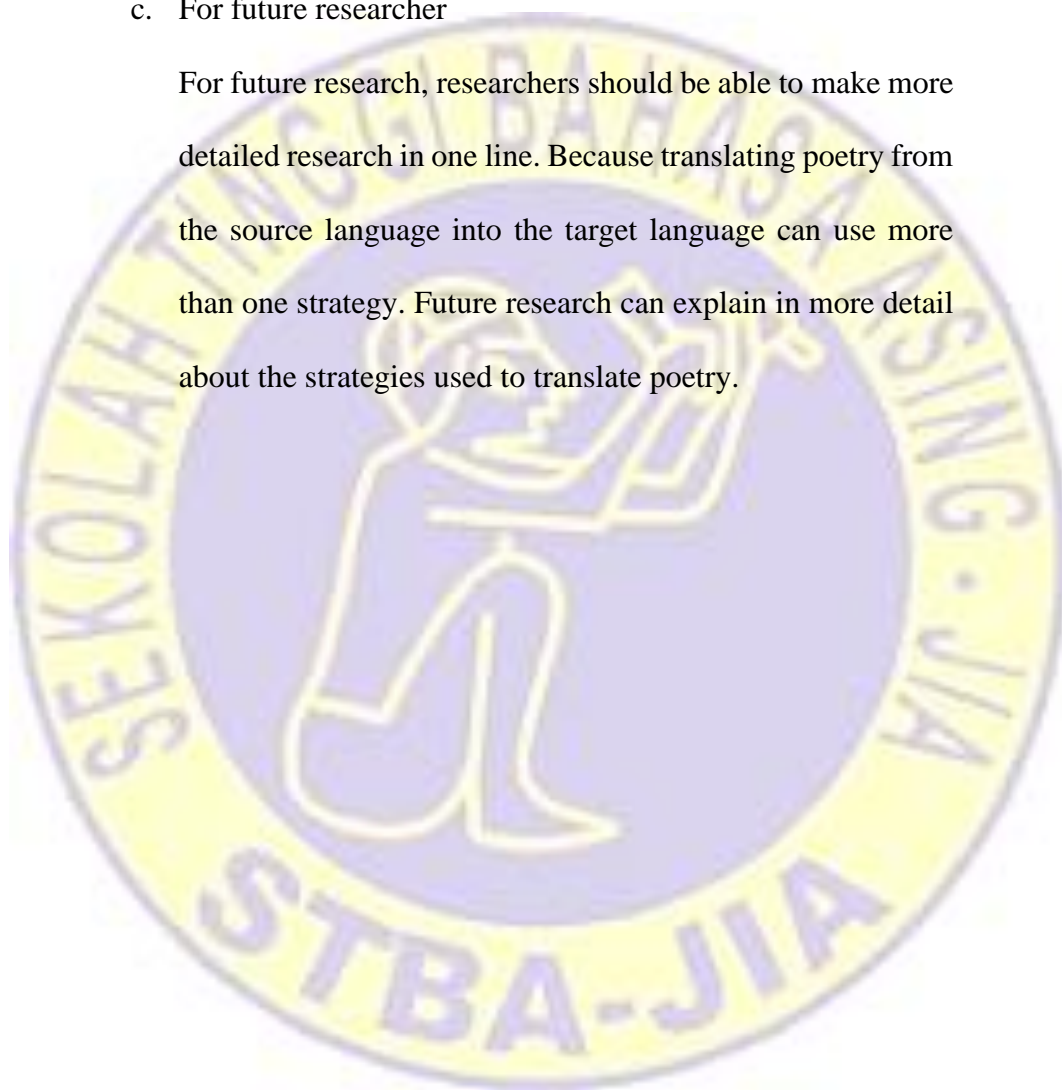 c. For future researcher
For future research, researchers should be able to make more
detailed research in one line. Because translating poetry from
the source language into the target language can use more
than one strategy. Future research can explain in more detail
about the strategies used to translate poetry.
SEKOLAH TINGGI BAHASA ASING · JIA
STBA-JIA